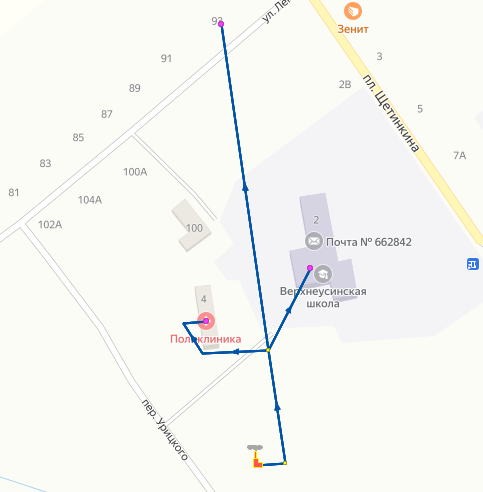 93
ул. Лен
Зенит
91
3
2В
89
пл. Щетинкина
87
5
85
7А
83
100А
81
104А
102А
100
2
Почта № 662842
Верхнеусинская
школа
4
Поликлиника
пер. Урицкого